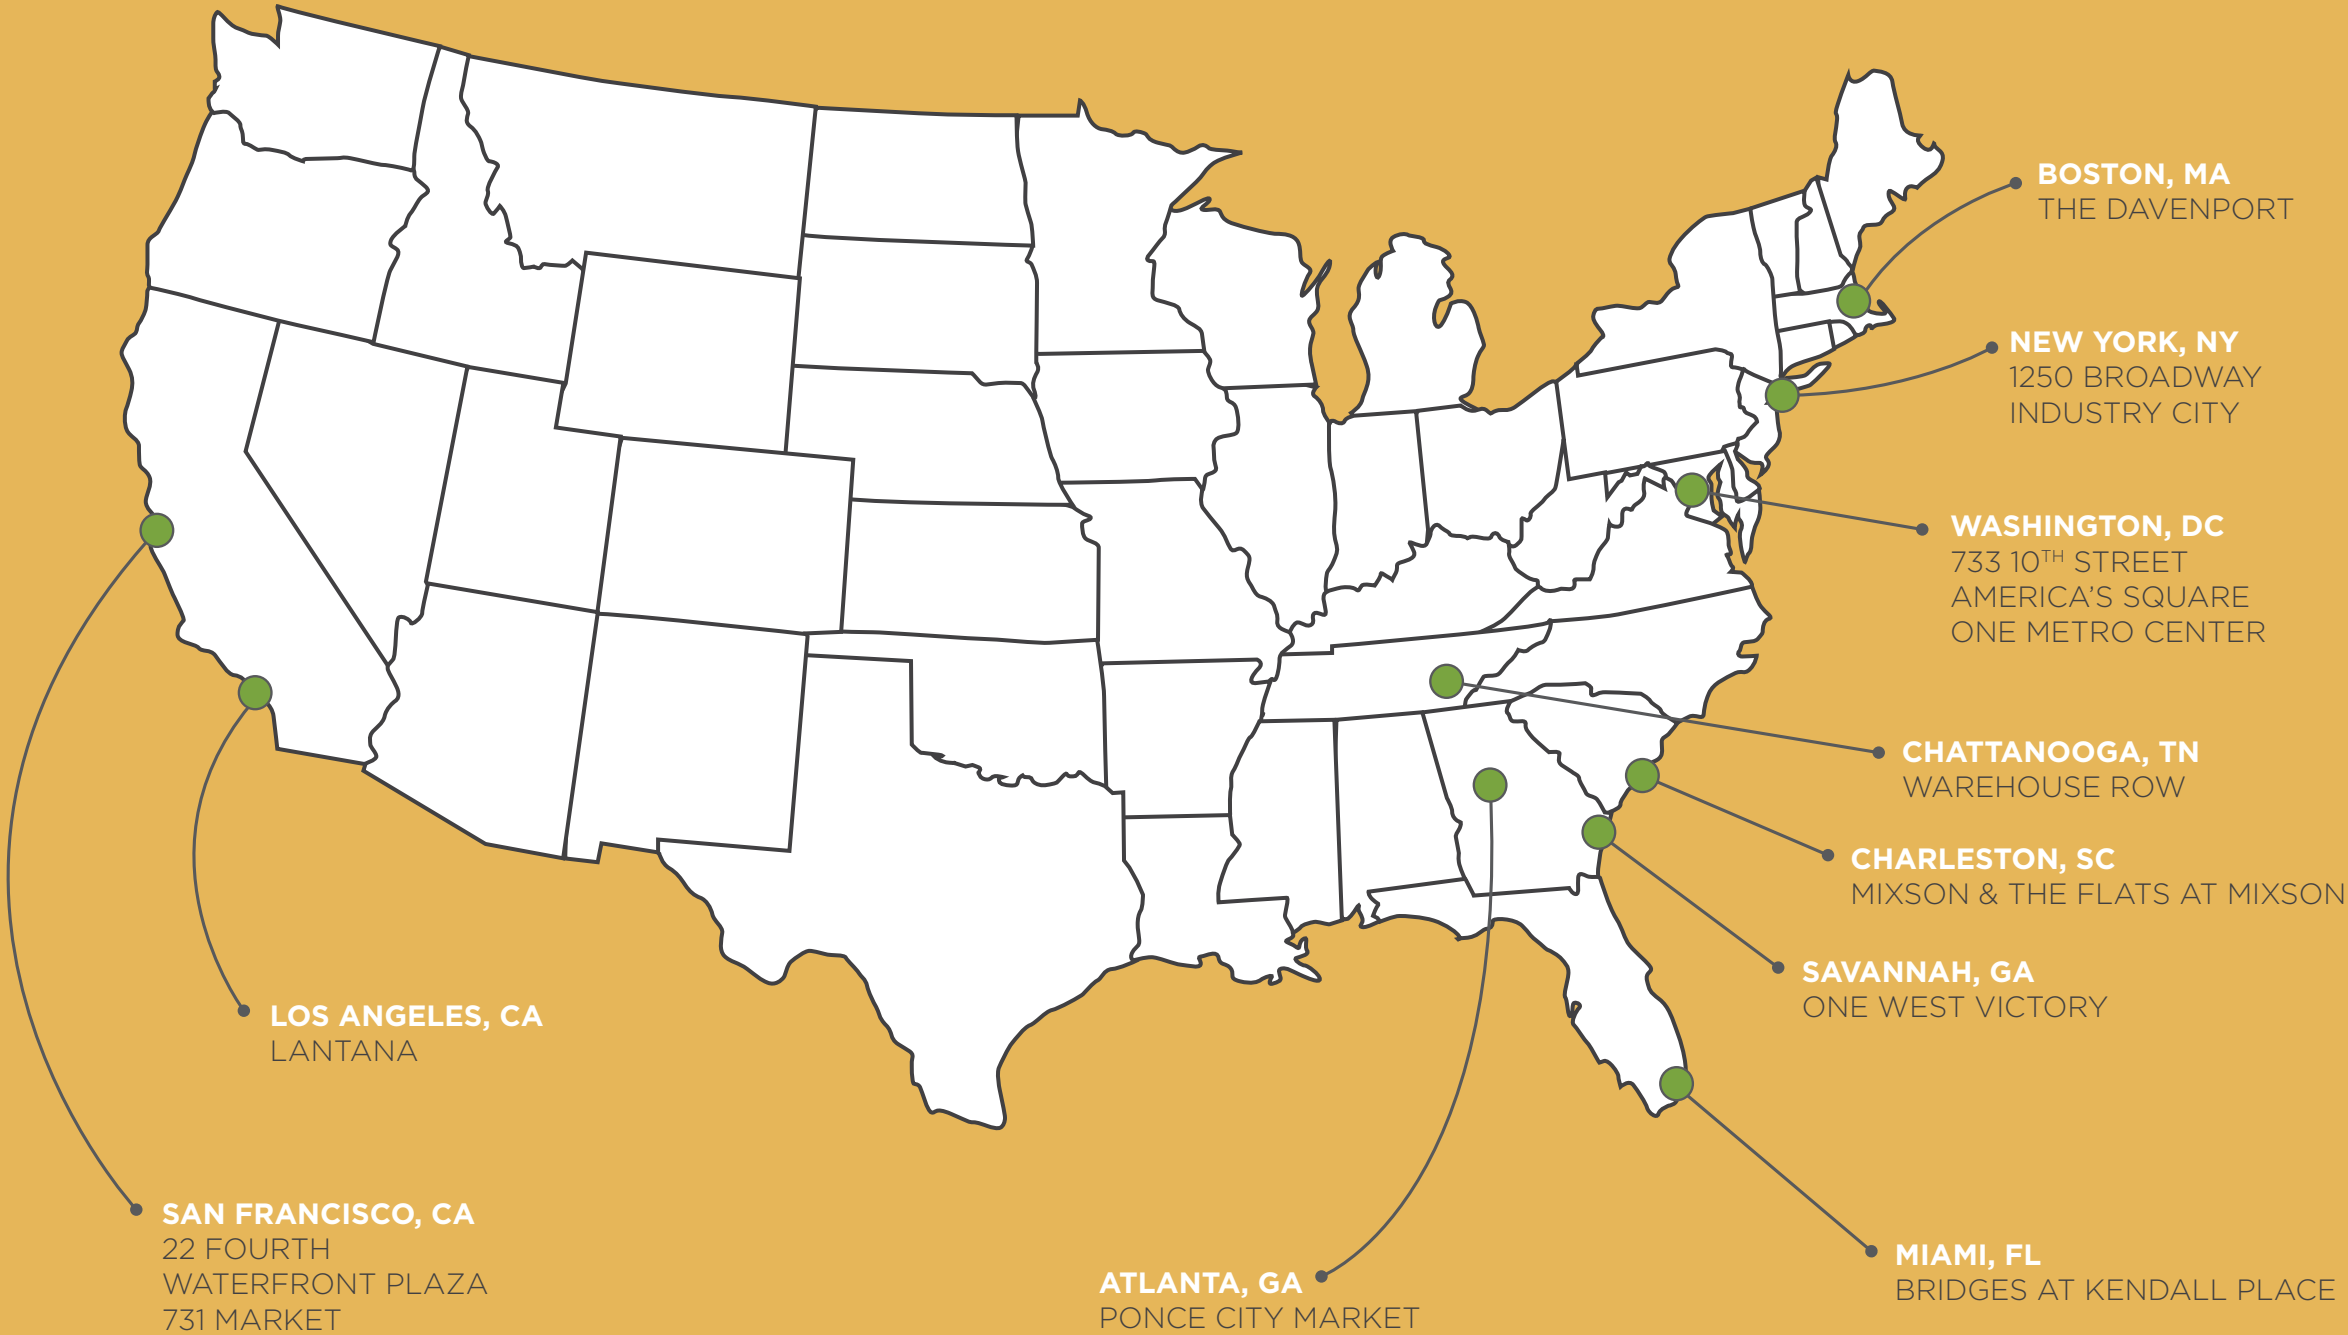 BOSTON, MA
THE DAVENPORT
NEW YORK, NY
1250 BROADWAY
INDUSTRY CITY
WASHINGTON, DC
733 10TH STREET
AMERICA'S SQUARE
ONE METRO CENTER
CHATTANOOGA, TN
WAREHOUSE ROW
CHARLESTON, SC
MIXSON & THE FLATS AT MIXSON
SAVANNAH, GA
ONE WEST VICTORY
LOS ANGELES, CA
LANTANA
SAN FRANCISCO, CA
22 FOURTH
WATERFRONT PLAZA
731 MARKET
ATLANTA, GA
PONCE CITY MARKET
MIAMI, FL
BRIDGES AT KENDALL PLACE